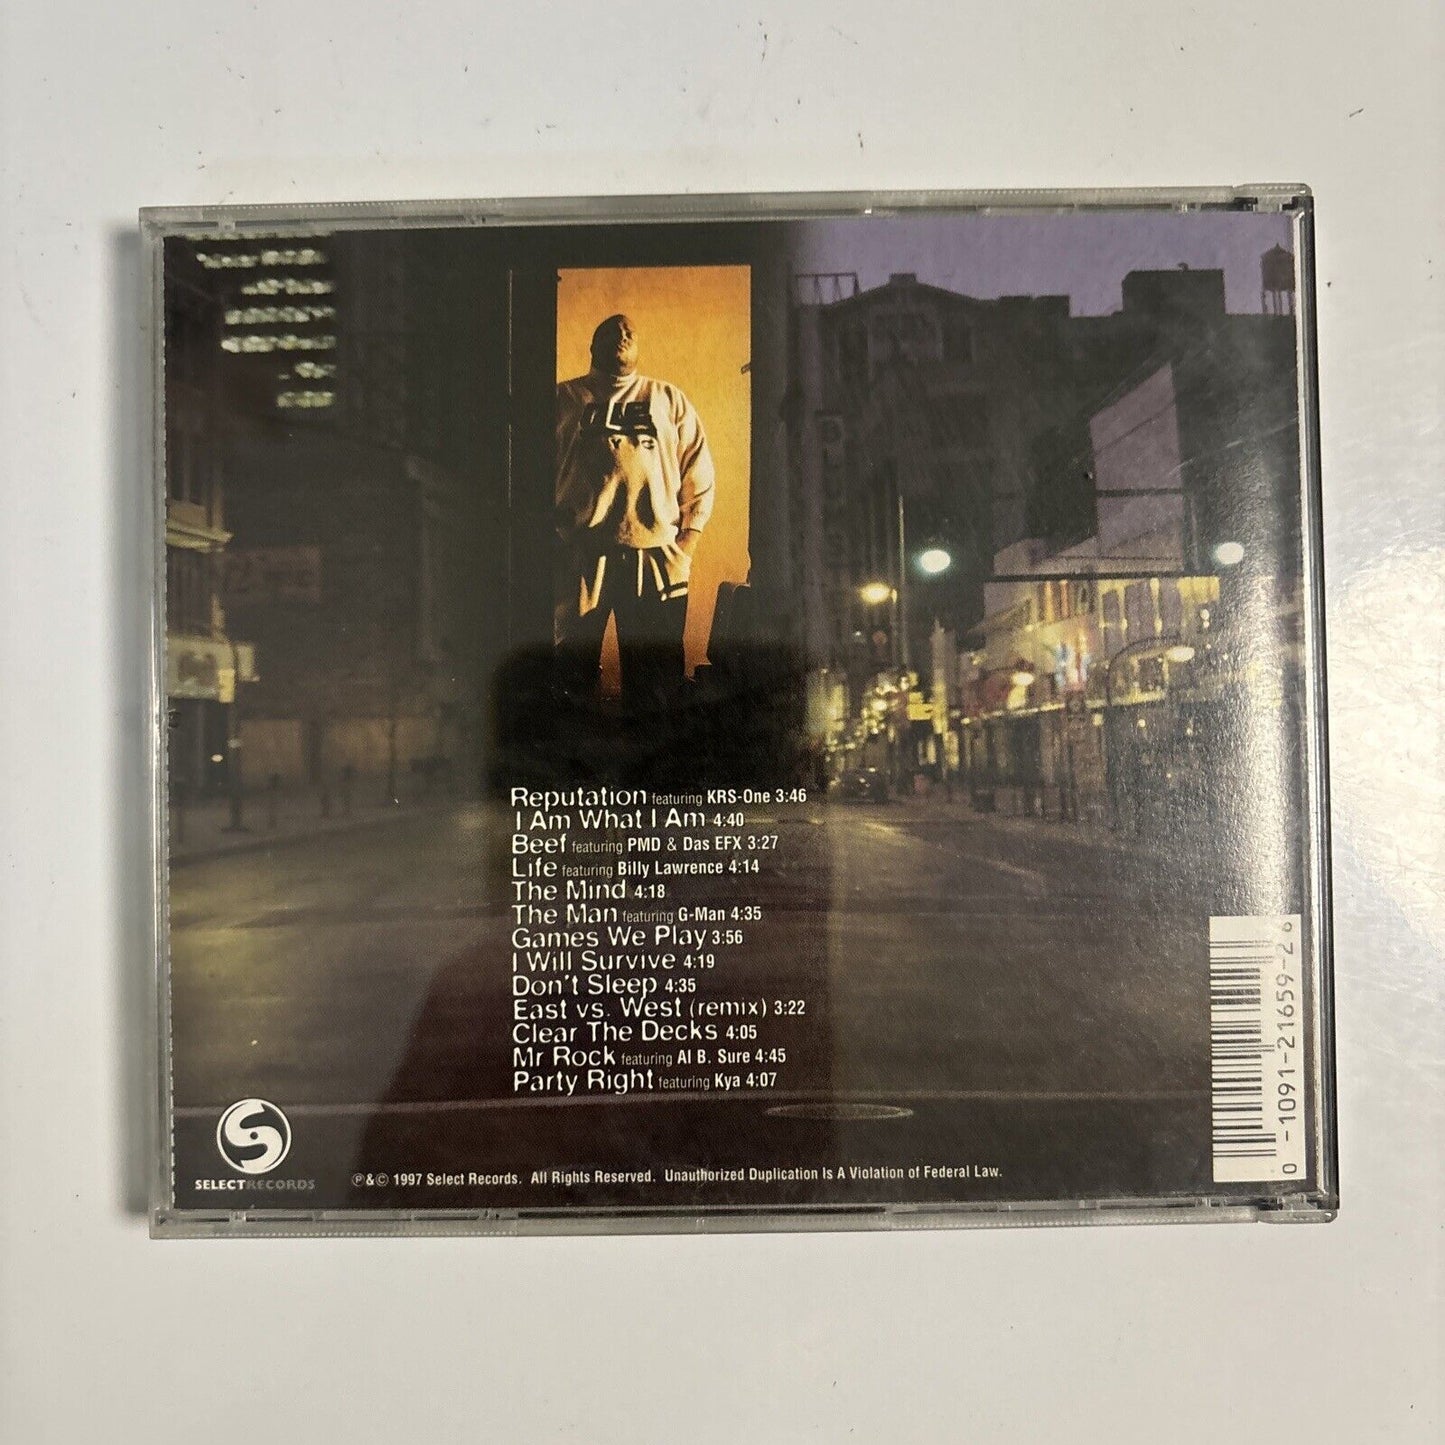 Reputation featuring KRS-One 3:46
I Am What I Am 4:40
Beef featuring PMD & Das EFX 3:27
Life featuring Billy Lawrence 4:14
The Mind 4:18
The Man featuring G-Man 4:35
Games We Play 3:56
I Will Survive 4:19
Don't Sleep 4:35
East vs. West (remix) 3:22
Clear The Decks 4:05
Mr Rock featuring Al B. Sure 4:45
Party Right featuring Kya 4:07
SELECTRECORDS
℗&© 1997 Select Records. All Rights Reserved. Unauthorized Duplication Is A Violation of Federal Law.
0 -1091-21659-2 6